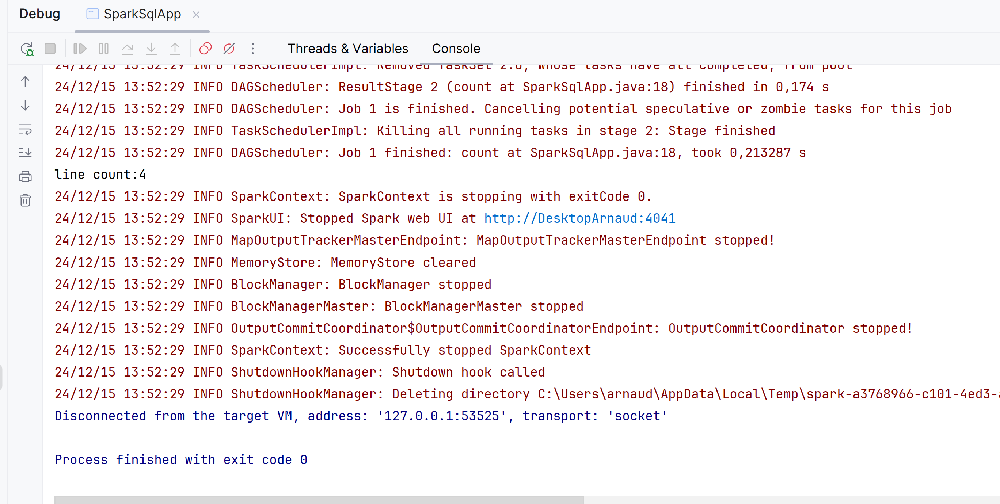 Debug SparkSqlApp
Threads & Variables Console
24/12/15 13:52:29 INFO TaskSchedulerImpl: Removed TaskSet 2.0, whose tasks have all completed, from pool
24/12/15 13:52:29 INFO DAGScheduler: ResultStage 2 (count at SparkSqlApp.java:18) finished in 0,174 s
24/12/15 13:52:29 INFO DAGScheduler: Job 1 is finished. Cancelling potential speculative or zombie tasks for this job
24/12/15 13:52:29 INFO TaskSchedulerImpl: Killing all running tasks in stage 2: Stage finished
24/12/15 13:52:29 INFO DAGScheduler: Job 1 finished: count at SparkSqlApp.java:18, took 0,213287 s
line count:4
24/12/15 13:52:29 INFO SparkContext: SparkContext is stopping with exitCode 0.
24/12/15 13:52:29 INFO SparkUI: Stopped Spark web UI at http://DesktopArnaud:4041
24/12/15 13:52:29 INFO MapOutputTrackerMasterEndpoint: MapOutputTrackerMasterEndpoint stopped!
24/12/15 13:52:29 INFO MemoryStore: MemoryStore cleared
24/12/15 13:52:29 INFO BlockManager: BlockManager stopped
24/12/15 13:52:29 INFO BlockManagerMaster: BlockManagerMaster stopped
24/12/15 13:52:29 INFO OutputCommitCoordinator$OutputCommitCoordinatorEndpoint: OutputCommitCoordinator stopped!
24/12/15 13:52:29 INFO SparkContext: Successfully stopped SparkContext
24/12/15 13:52:29 INFO ShutdownHookManager: Shutdown hook called
24/12/15 13:52:29 INFO ShutdownHookManager: Deleting directory C:\Users\arnaud\AppData\Local\Temp\spark-a3768966-c101-4ed3-
Disconnected from the target VM, address: '127.0.0.1:53525', transport: 'socket'
Process finished with exit code 0